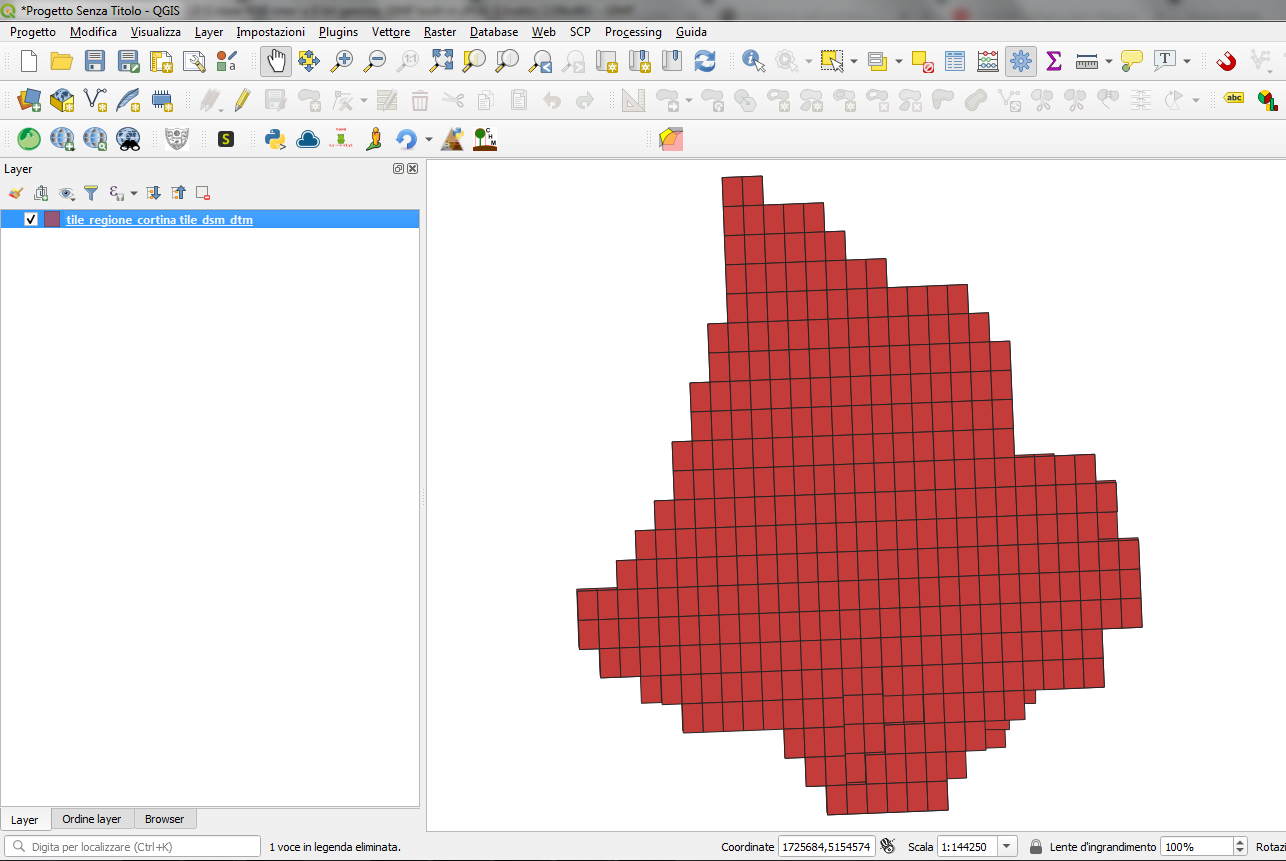 *Progetto Senza Titolo - QGIS
Progetto Modifica Visualizza Layer Impostazioni Plugins Vettore Raster Database Web SCP Processing Guida
Layer
tile_regione_cortina tile_dsm_dtm
Layer Ordine layer Browser
Digita per localizzare (Ctrl+K) 1 voce in legenda eliminata. Coordinate 1725684,5154574 Scala 1:144250 Lente d'ingrandimento 100% Rotazi